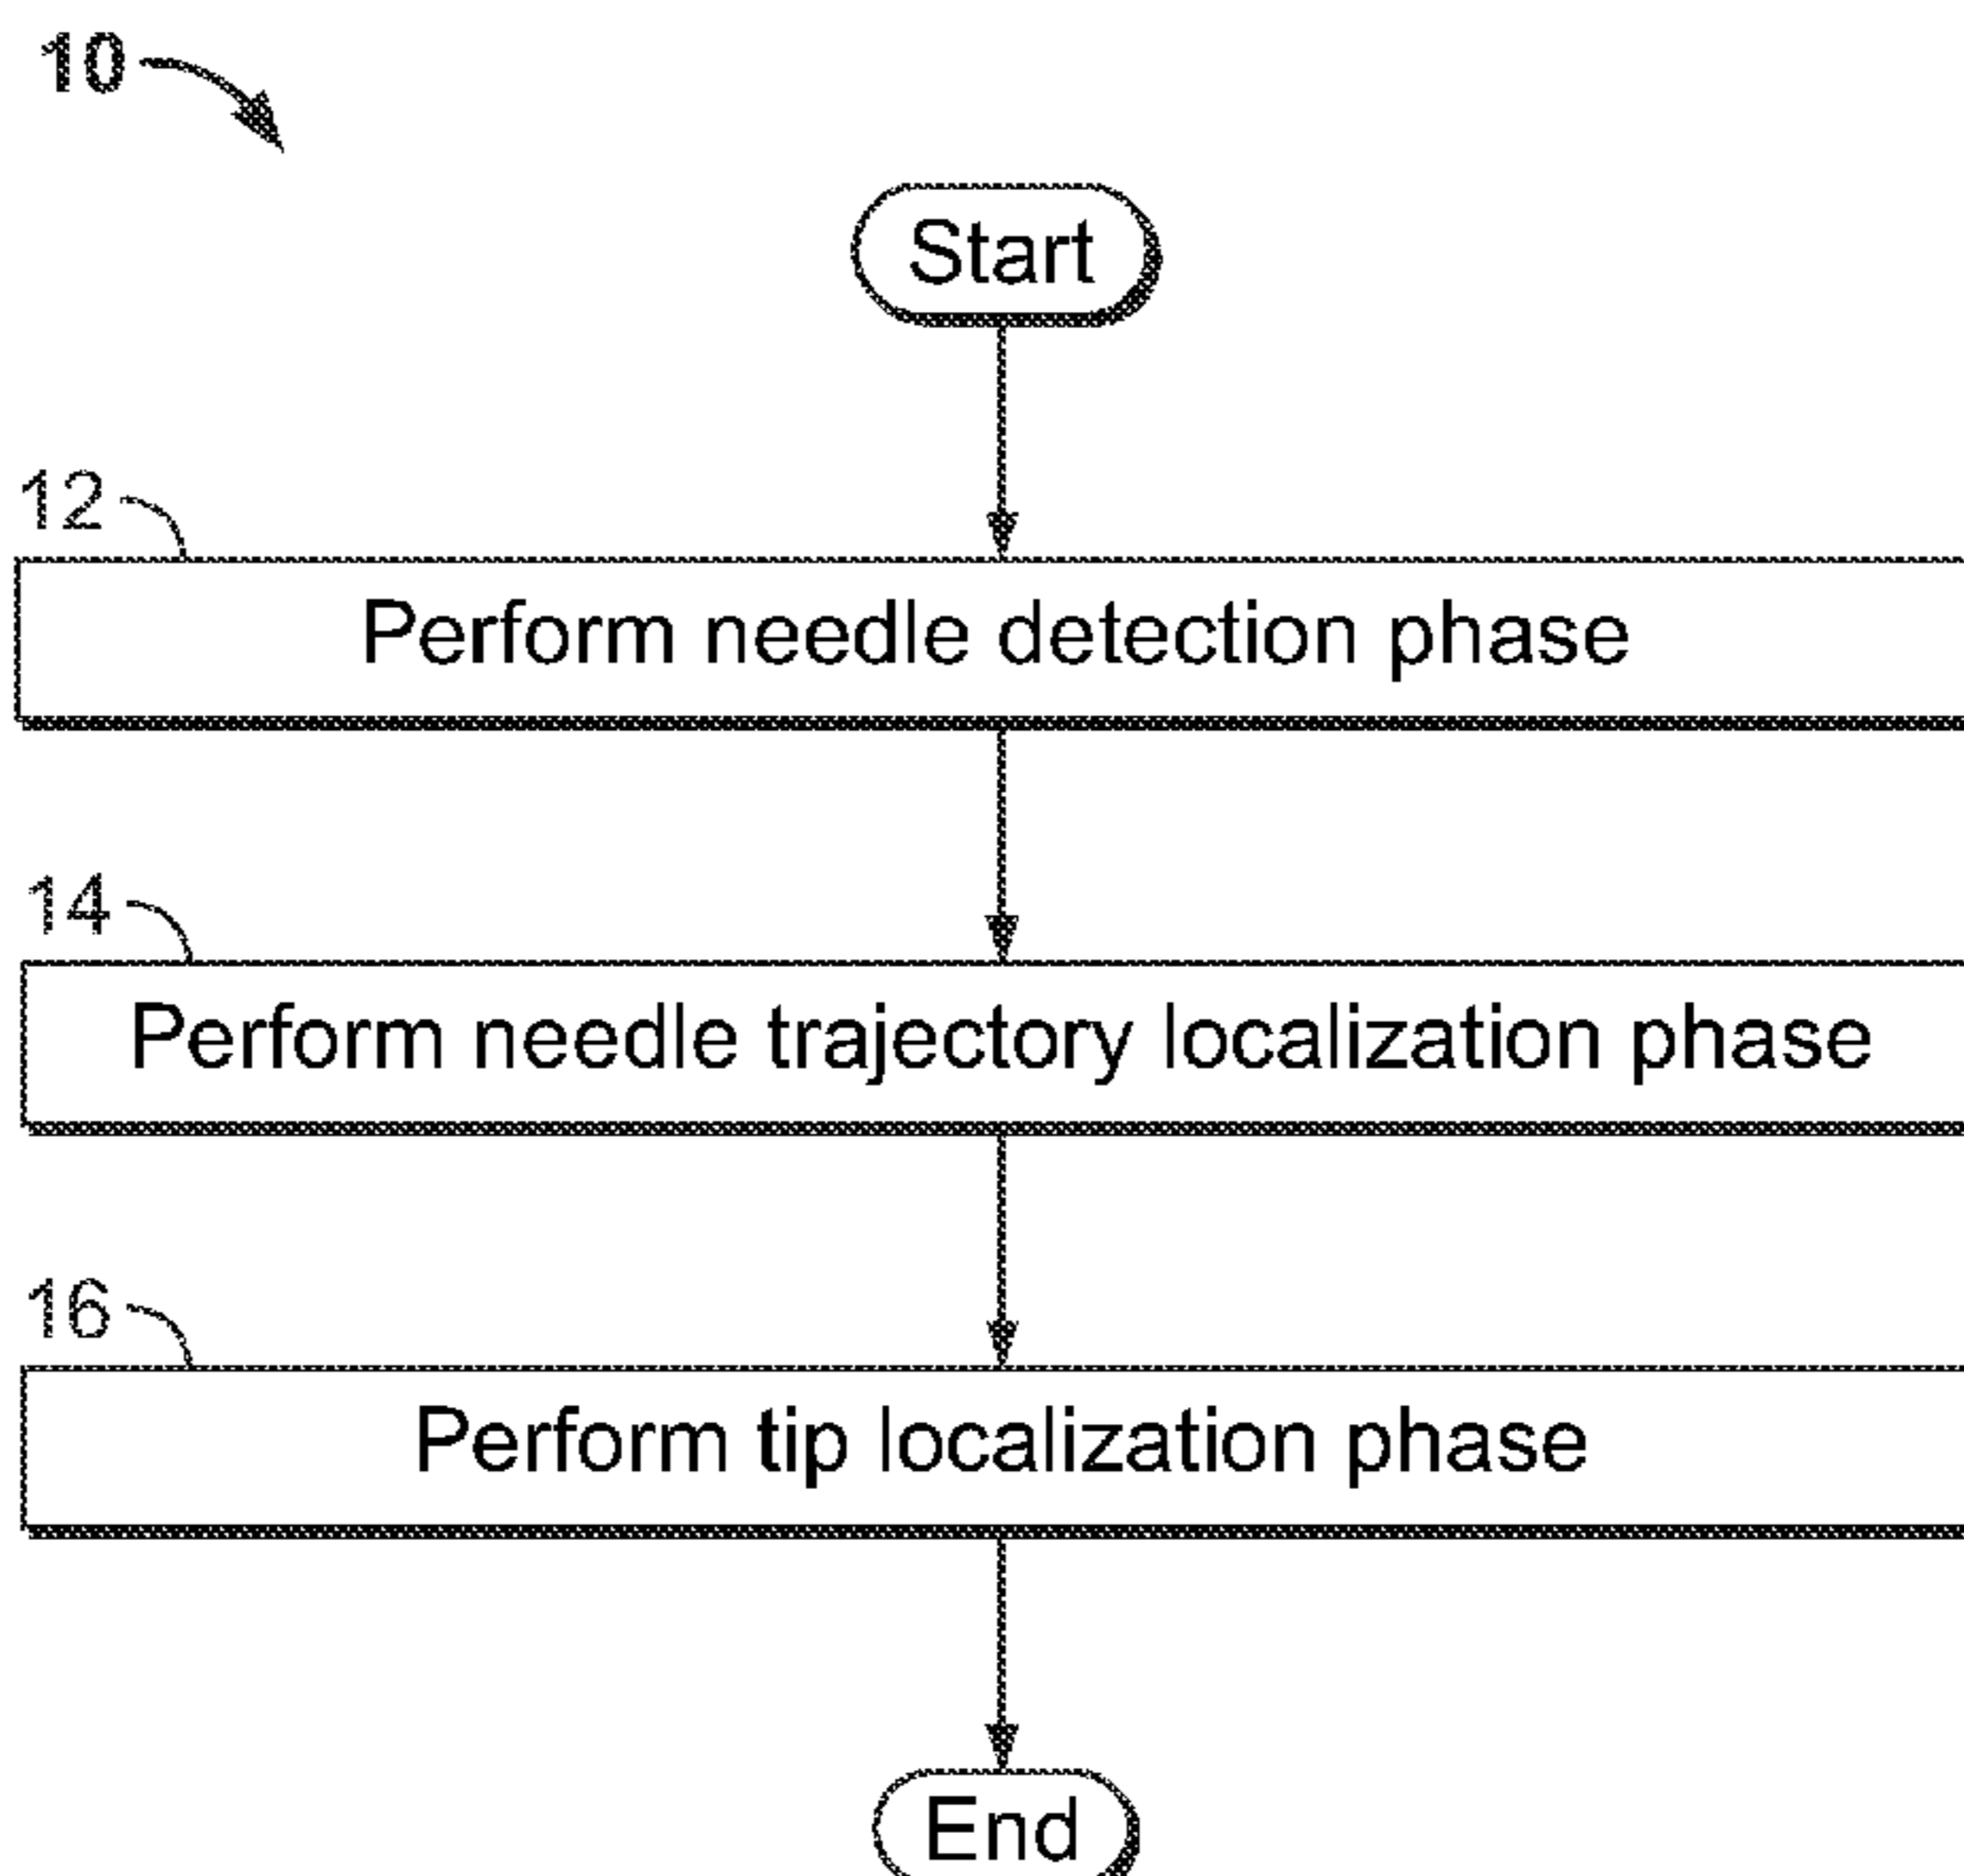 10
Start
12
Perform needle detection phase
14
Perform needle trajectory localization phase
16
Perform tip localization phase
End